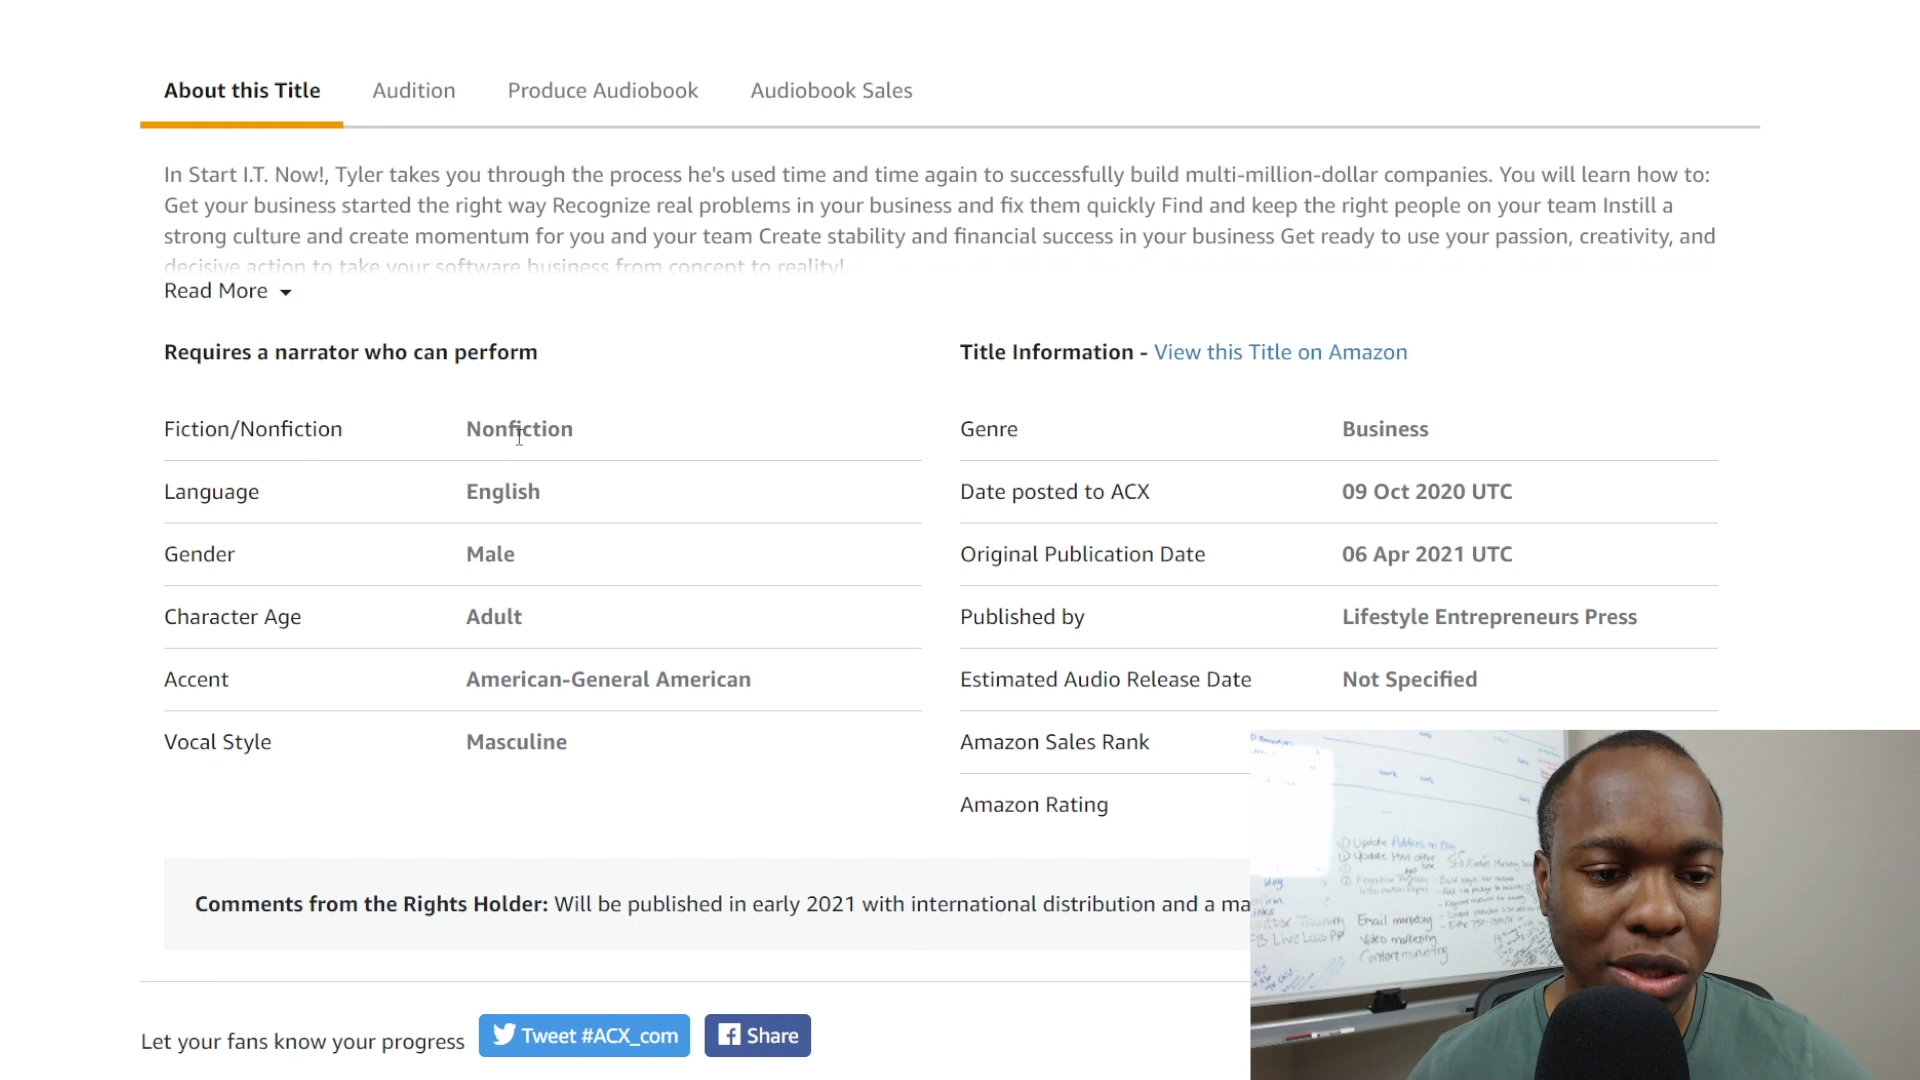 About this Title Audition Produce Audiobook Audiobook Sales
In Start I.T. Now!, Tyler takes you through the process he's used time and time again to successfully build multi-million-dollar companies. You will learn how to:
Get your business started the right way Recognize real problems in your business and fix them quickly Find and keep the right people on your team Instill a
strong culture and create momentum for you and your team Create stability and financial success in your business Get ready to use your passion, creativity, and
decisive action to take your software business from concept to reality!
Read More
Requires a narrator who can perform
Fiction/Nonfiction Nonfiction
Language English
Gender Male
Character Age Adult
Accent American-General American
Vocal Style Masculine
Title Information - View this Title on Amazon
Genre Business
Date posted to ACX 09 Oct 2020 UTC
Original Publication Date 06 Apr 2021 UTC
Published by Lifestyle Entrepreneurs Press
Estimated Audio Release Date Not Specified
Amazon Sales Rank
Amazon Rating
Comments from the Rights Holder: Will be published in early 2021 with international distribution and a ma
Let your fans know your progress Tweet #ACX_com Share
Update Address on
Update Host
Email marketing
Video marketing
Content marketing